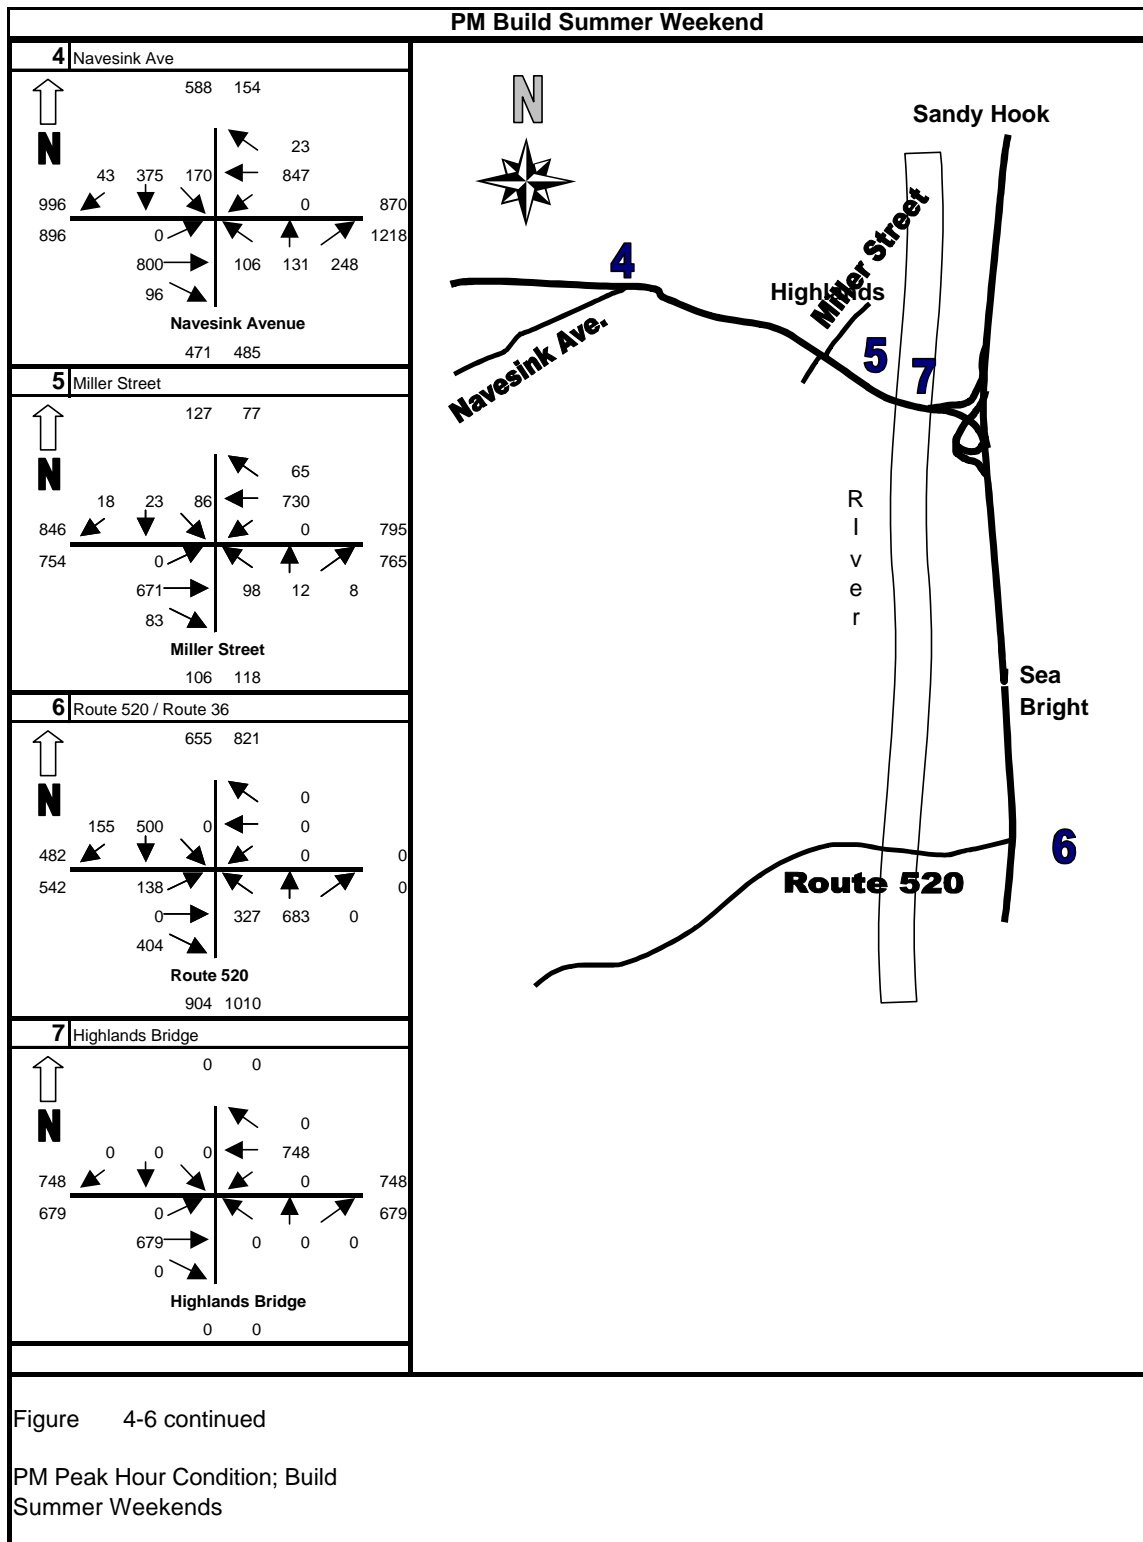 PM Build Summer Weekend
4 Navesink Ave
588 154
N
23
43 375 170 847
996 0 870
896 0 1218
800 106 131 248
96
Navesink Avenue
471 485
5 Miller Street
127 77
N
65
18 23 86 730
846 0 795
754 0 765
671 98 12 8
83
Miller Street
106 118
6 Route 520 / Route 36
655 821
N
0
155 500 0 0
482 0 0
542 138 0
0 327 683 0
404
Route 520
904 1010
7 Highlands Bridge
0 0
N
0
0 0 0 748
748 0 748
679 0 679
679 0 0 0
0
Highlands Bridge
0 0
N
Sandy Hook
4
Miller Street
Highlands
Navesink Ave.
5
7
R
I
v
e
r
Sea
Bright
6
Route 520
Figure 4-6 continued
PM Peak Hour Condition; Build
Summer Weekends